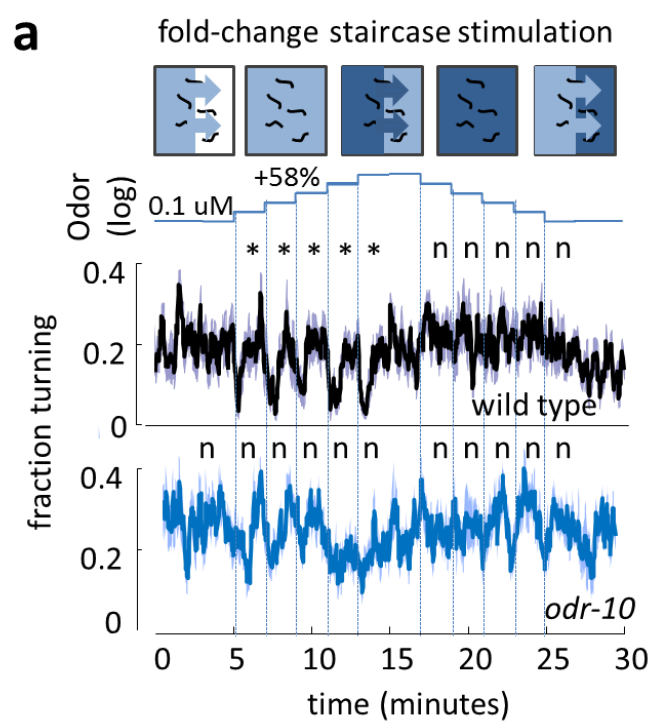 a
fold-change staircase stimulation
Odor
(log)
0.1 uM
+58%
* * * * * n n n n n
fraction turning
0.4
0.2
0
wild type
n n n n n n n n n n n
0.4
0.2
0
odr-10
0 5 10 15 20 25 30
time (minutes)